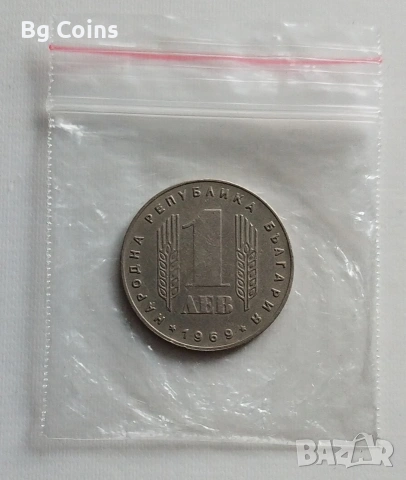 Bg Coins
НАРОДНА РЕПУБЛИКА БЪЛГАРИЯ
1
ЛЕВ
* 1969 *
BAZAR